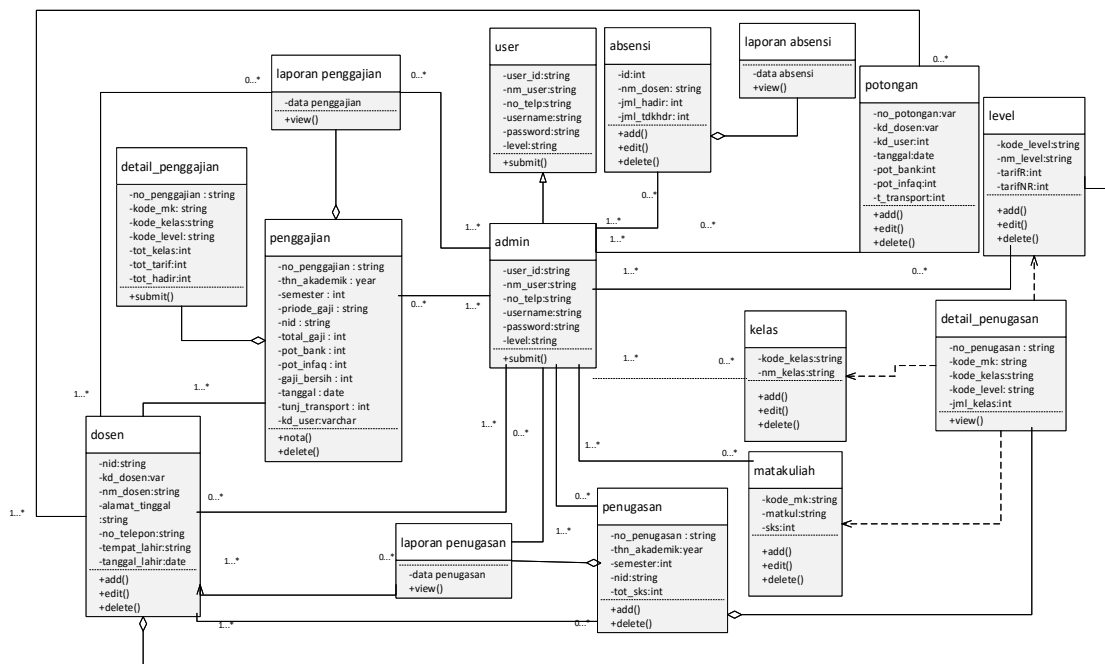 user
-user_id:string
-nm_user:string
-no_telp:string
-username:string
-password:string
-level:string
+submit()
absensi
-id:int
-nm_dosen: string
-jml_hadir: int
-jml_tdkhdr: int
+add()
+edit()
+delete()
laporan absensi
-data absensi
+view()
laporan penggajian
-data penggajian
+view()
potongan
-no_potongan:var
-kd_dosen:var
-kd_user:int
-tanggal:date
-pot_bank:int
-pot_infaq:int
-t_transport:int
+add()
+edit()
+delete()
level
-kode_level:string
-nm_level:string
-tarifR:int
-tarifNR:int
+add()
+edit()
+delete()
detail_penggajian
-no_penggajian : string
-kode_mk: string
-kode_kelas:string
-kode_level: string
-tot_kelas:int
-tot_tarif:int
-tot_hadir:int
+submit()
penggajian
-no_penggajian : string
-thn_akademik : year
-semester : int
-priode_gaji : string
-nid : string
-total_gaji : int
-pot_bank : int
-pot_infaq : int
-gaji_bersih : int
-tanggal : date
-tunj_transport : int
-kd_user:varchar
+nota()
+delete()
admin
-user_id:string
-nm_user:string
-no_telp:string
-username:string
-password:string
-level:string
+submit()
kelas
-kode_kelas:string
-nm_kelas:string
+add()
+edit()
+delete()
detail_penugasan
-no_penugasan : string
-kode_mk: string
-kode_kelas:string
-kode_level: string
-jml_kelas:int
+view()
dosen
-nid:string
-kd_dosen:var
-nm_dosen:string
-alamat_tinggal
:string
-no_telepon:string
-tempat_lahir:string
-tanggal_lahir:date
+add()
+edit()
+delete()
matakuliah
-kode_mk:string
-matkul:string
-sks:int
+add()
+edit()
+delete()
laporan penugasan
-data penugasan
+view()
penugasan
-no_penugasan : string
-thn_akademik:year
-semester:int
-nid:string
-tot_sks:int
+add()
+delete()
0...*
0...*
0...*
0...*
1...*
1...*
1...*
0...*
1...*
0...*
0...*
1...*
1...*
0...*
1...*
1...*
1...*
0...*
1...*
0...*
0...*
0...*
1...*
1...*
0...*
1...*
1...*
0...*